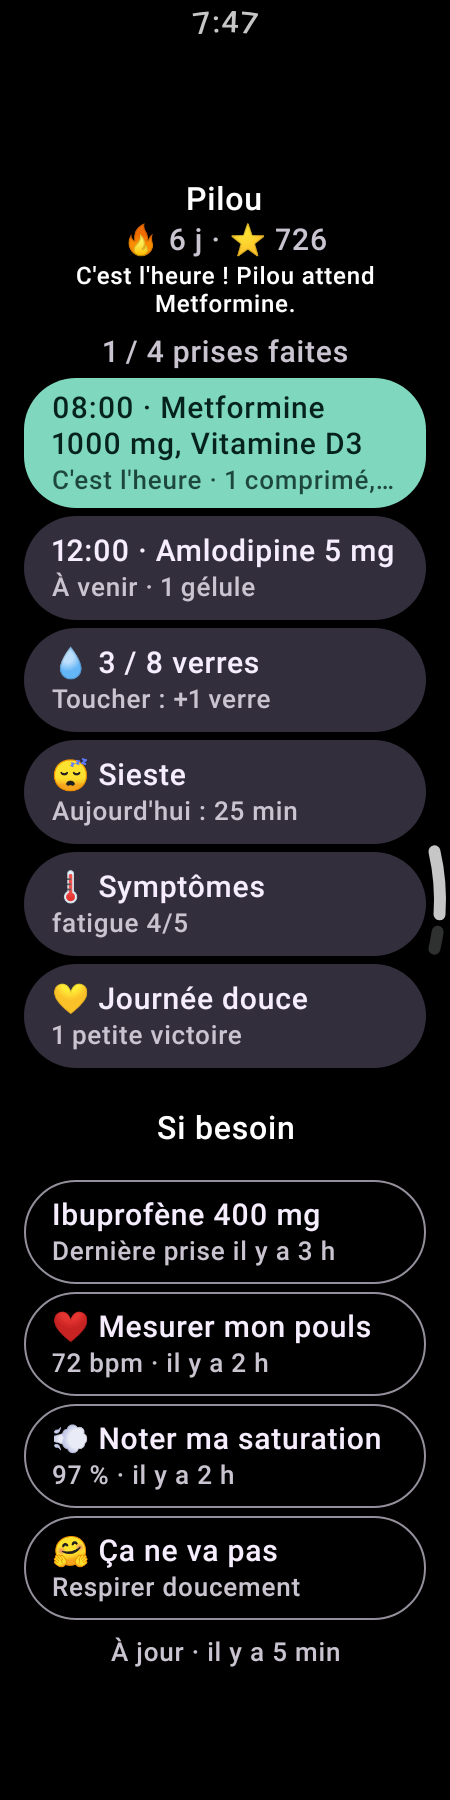 7:47
Pilou
🔥 6 j · ⭐ 726
C'est l'heure ! Pilou attend
Metformine.
1 / 4 prises faites
08:00 · Metformine
1000 mg, Vitamine D3
C'est l'heure · 1 comprimé,…
12:00 · Amlodipine 5 mg
À venir · 1 gélule
💧 3 / 8 verres
Toucher : +1 verre
😴 Sieste
Aujourd'hui : 25 min
🌡️ Symptômes
fatigue 4/5
💛 Journée douce
1 petite victoire
Si besoin
Ibuprofène 400 mg
Dernière prise il y a 3 h
❤️ Mesurer mon pouls
72 bpm · il y a 2 h
💨 Noter ma saturation
97 % · il y a 2 h
🤗 Ça ne va pas
Respirer doucement
À jour · il y a 5 min